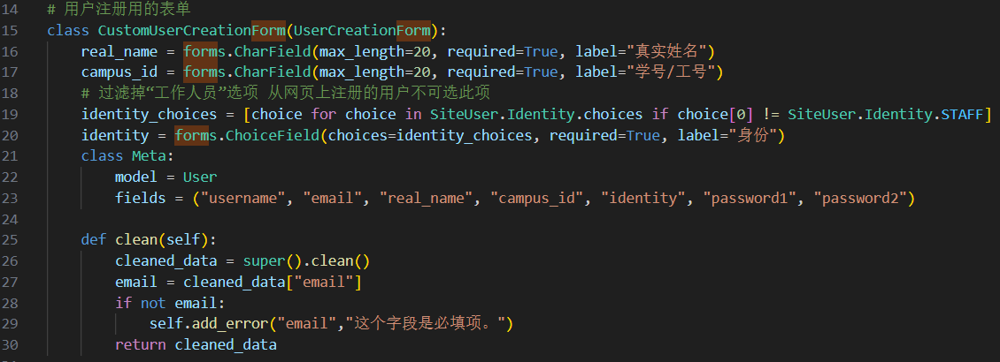 14 # 用户注册用的表单
15 class CustomUserCreationForm(UserCreationForm):
16 real_name = forms.CharField(max_length=20, required=True, label="真实姓名")
17 campus_id = forms.CharField(max_length=20, required=True, label="学号/工号")
18 # 过滤掉“工作人员”选项 从网页上注册的用户不可选此项
19 identity_choices = [choice for choice in SiteUser.Identity.choices if choice[0] != SiteUser.Identity.STAFF]
20 identity = forms.ChoiceField(choices=identity_choices, required=True, label="身份")
21 class Meta:
22 model = User
23 fields = ("username", "email", "real_name", "campus_id", "identity", "password1", "password2")
24
25 def clean(self):
26 cleaned_data = super().clean()
27 email = cleaned_data["email"]
28 if not email:
29 self.add_error("email","这个字段是必填项。")
30 return cleaned_data